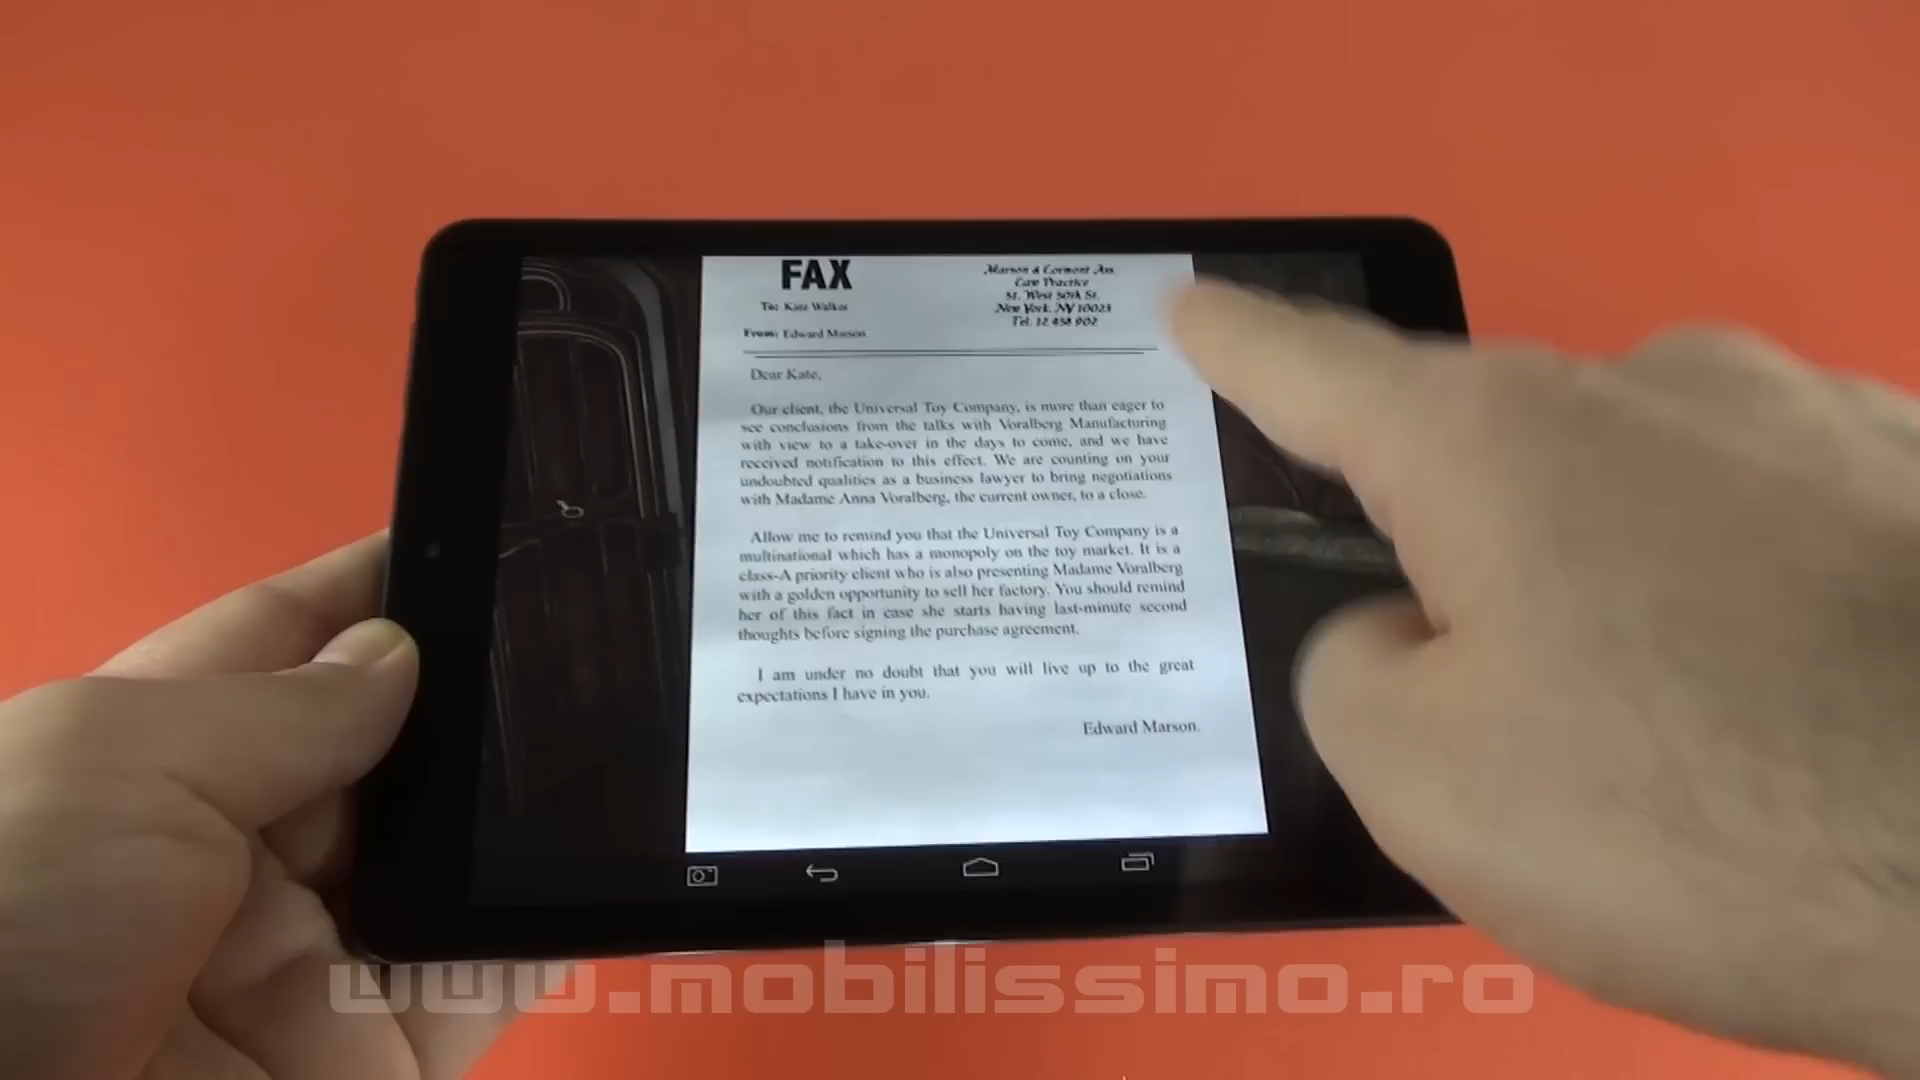 FAX
To: Kate Walker
From: Edward Marson
Marson & Lormont Ass.
Law Practice
51. West 50th St.
New York. NY 10023
Tel. 12 458 902
Dear Kate,
Our client, the Universal Toy Company, is more than eager to
see conclusions from the talks with Voralberg Manufacturing
with view to a take-over in the days to come, and we have
received notification to this effect. We are counting on your
undoubted qualities as a business lawyer to bring negotiations
with Madame Anna Voralberg, the current owner, to a close.
Allow me to remind you that the Universal Toy Company is a
multinational which has a monopoly on the toy market. It is a
class-A priority client who is also presenting Madame Voralberg
with a golden opportunity to sell her factory. You should remind
her of this fact in case she starts having last-minute second
thoughts before signing the purchase agreement.
I am under no doubt that you will live up to the great
expectations I have in you.
Edward Marson.
www.mobilissimo.ro